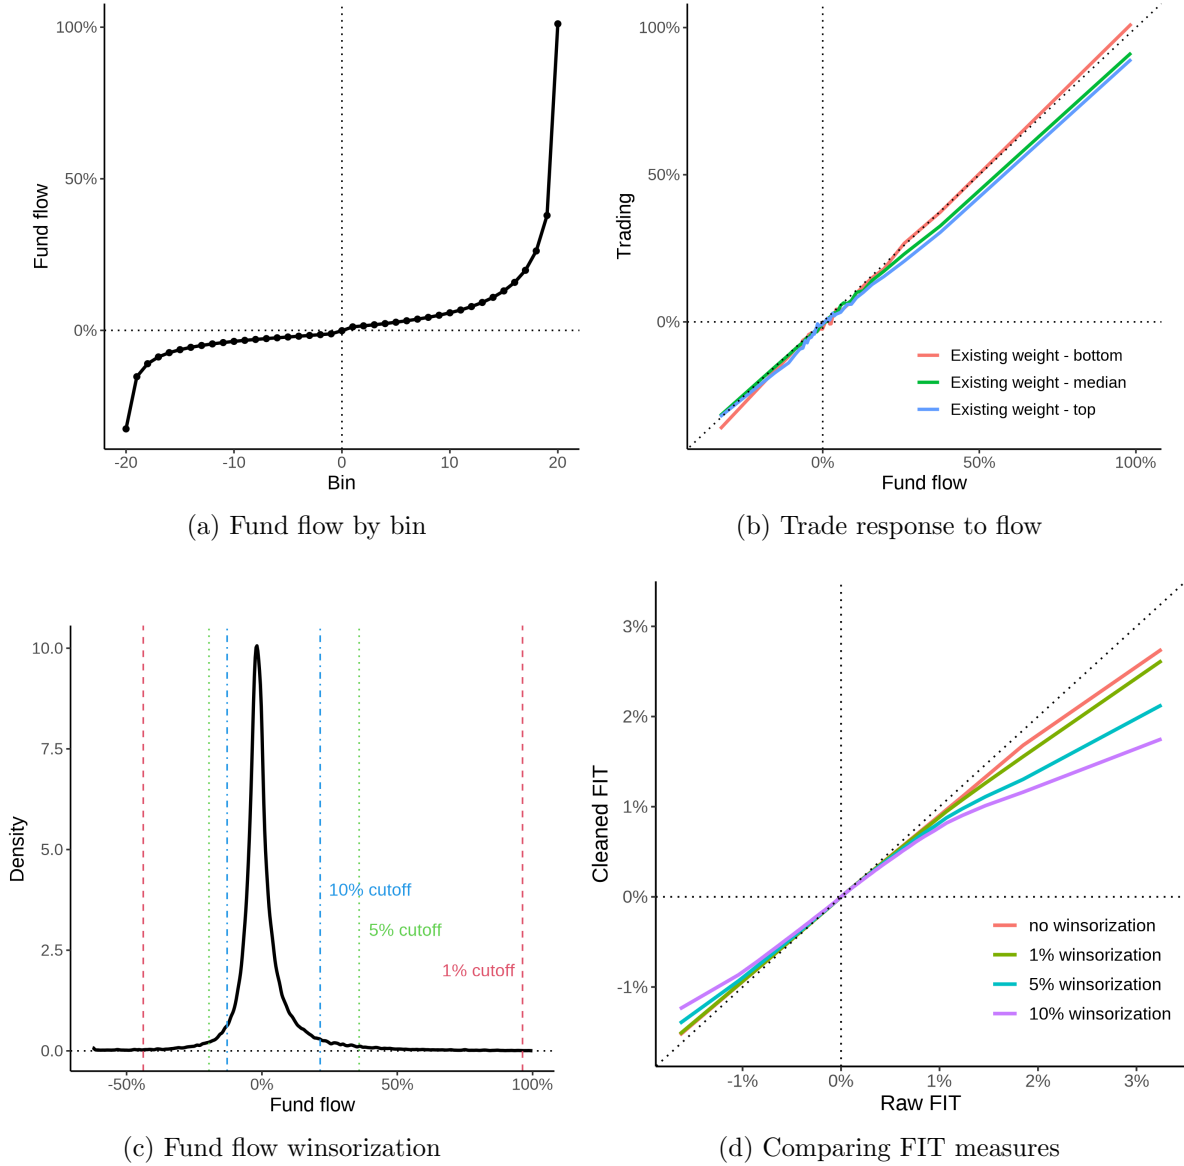 100%
50%
0%
Fund flow
-20
-10
0
10
20
Bin
(a) Fund flow by bin
100%
50%
0%
Trading
Existing weight - bottom
Existing weight - median
Existing weight - top
0%
50%
100%
Fund flow
(b) Trade response to flow
10.0
7.5
5.0
2.5
0.0
Density
10% cutoff
5% cutoff
1% cutoff
-50%
0%
50%
100%
Fund flow
(c) Fund flow winsorization
3%
2%
1%
0%
-1%
Cleaned FIT
no winsorization
1% winsorization
5% winsorization
10% winsorization
-1%
0%
1%
2%
3%
Raw FIT
(d) Comparing FIT measures